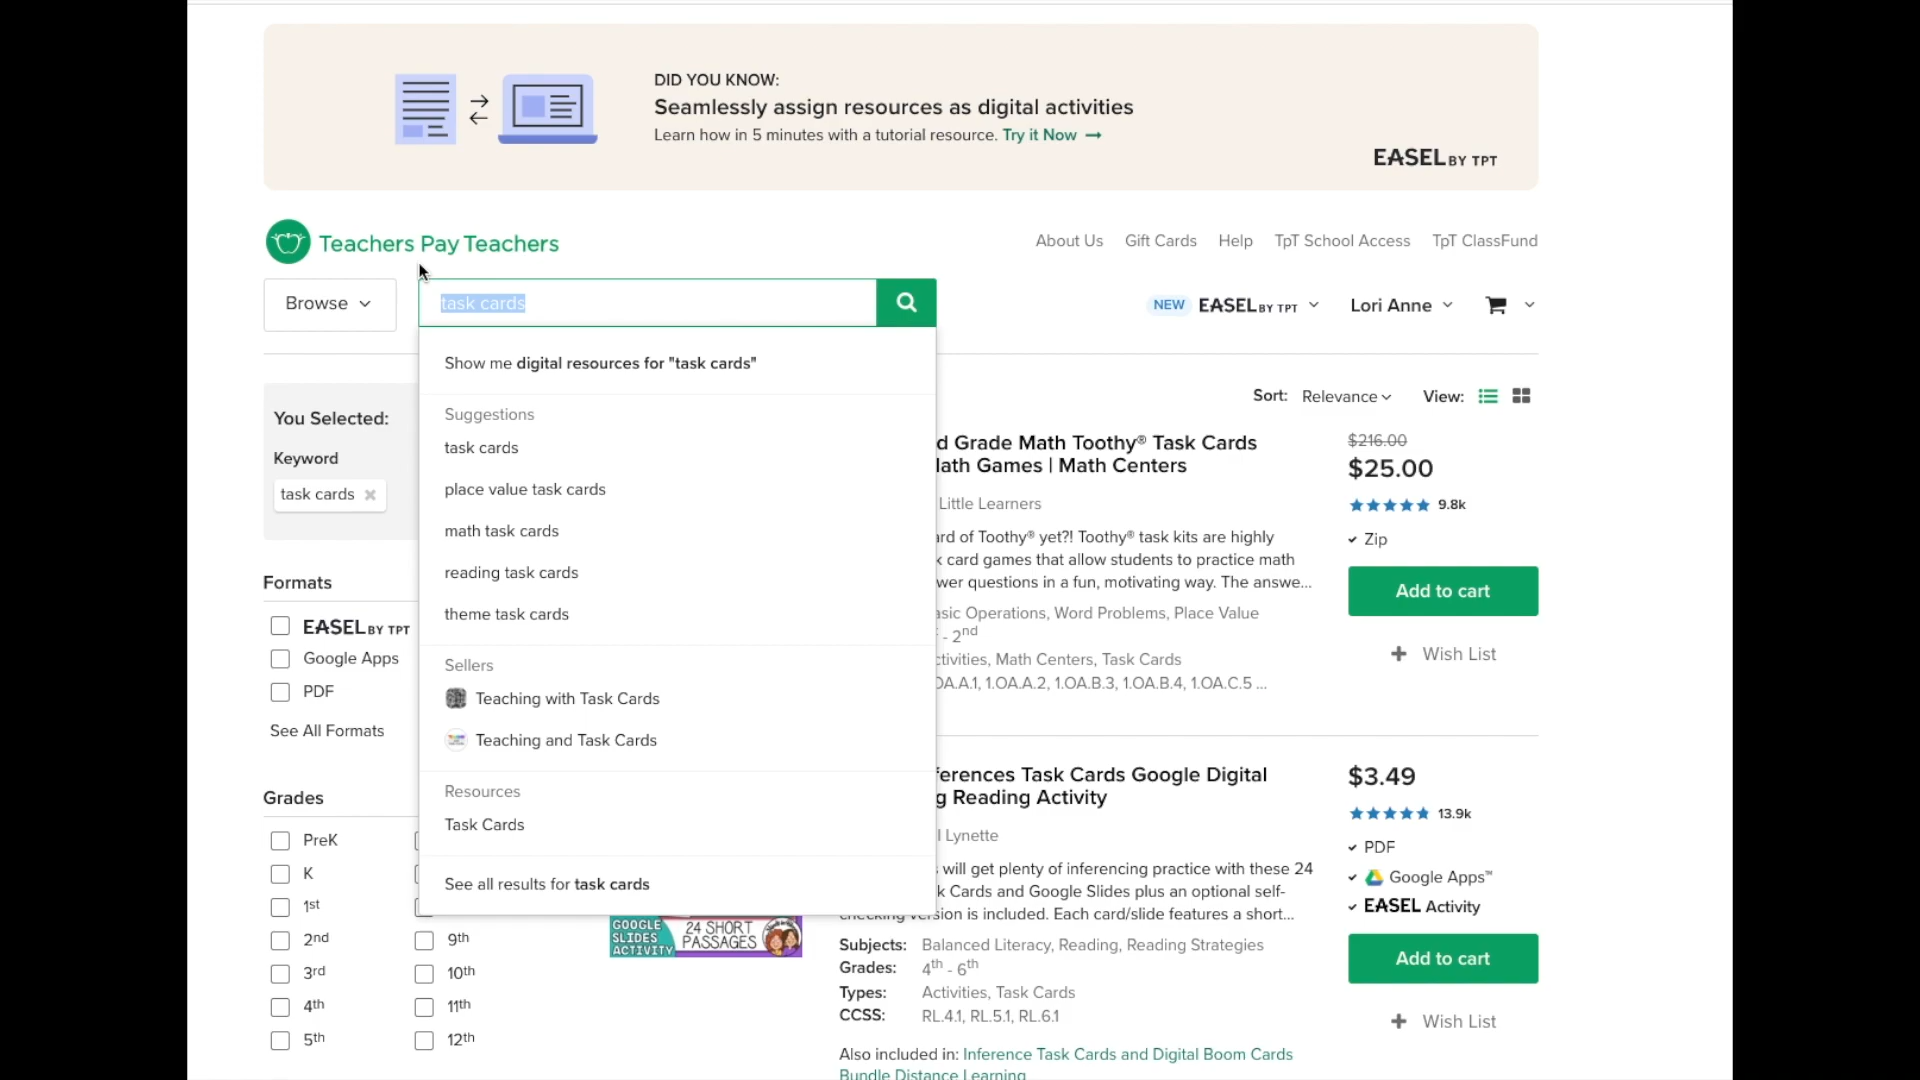 DID YOU KNOW:
Seamlessly assign resources as digital activities
Learn how in 5 minutes with a tutorial resource. Try it Now →
EASEL BY TPT
Teachers Pay Teachers
About Us
Gift Cards
Help
TpT School Access
TpT ClassFund
Browse
task cards
NEW EASEL BY TPT
Lori Anne
Show me digital resources for "task cards"
Suggestions
task cards
place value task cards
math task cards
reading task cards
theme task cards
Sellers
Teaching with Task Cards
Teaching and Task Cards
Resources
Task Cards
See all results for task cards
You Selected:
Keyword
task cards
Formats
EASEL BY TPT
Google Apps
PDF
See All Formats
Grades
PreK
K
1st
2nd
3rd
4th
5th
9th
10th
11th
12th
Sort: Relevance
View:
d Grade Math Toothy® Task Cards
Math Games | Math Centers
Little Learners
ard of Toothy® yet?! Toothy® task kits are highly
k card games that allow students to practice math
wer questions in a fun, motivating way. The answe...
asic Operations, Word Problems, Place Value
- 2nd
ctivities, Math Centers, Task Cards
OA.A.1, 1.OA.A.2, 1.OA.B.3, 1.OA.B.4, 1.OA.C.5 ...
$216.00
$25.00
9.8k
Zip
Add to cart
+ Wish List
ferences Task Cards Google Digital
g Reading Activity
l Lynette
will get plenty of inferencing practice with these 24
k Cards and Google Slides plus an optional self-
checking version is included. Each card/slide features a short...
Subjects: Balanced Literacy, Reading, Reading Strategies
Grades: 4th - 6th
Types: Activities, Task Cards
CCSS: RL.4.1, RL.5.1, RL.6.1
Also included in: Inference Task Cards and Digital Boom Cards
Bundle Distance Learning
$3.49
13.9k
PDF
Google Apps™
EASEL Activity
Add to cart
+ Wish List
GOOGLE
SLIDES
ACTIVITY
24 SHORT
PASSAGES